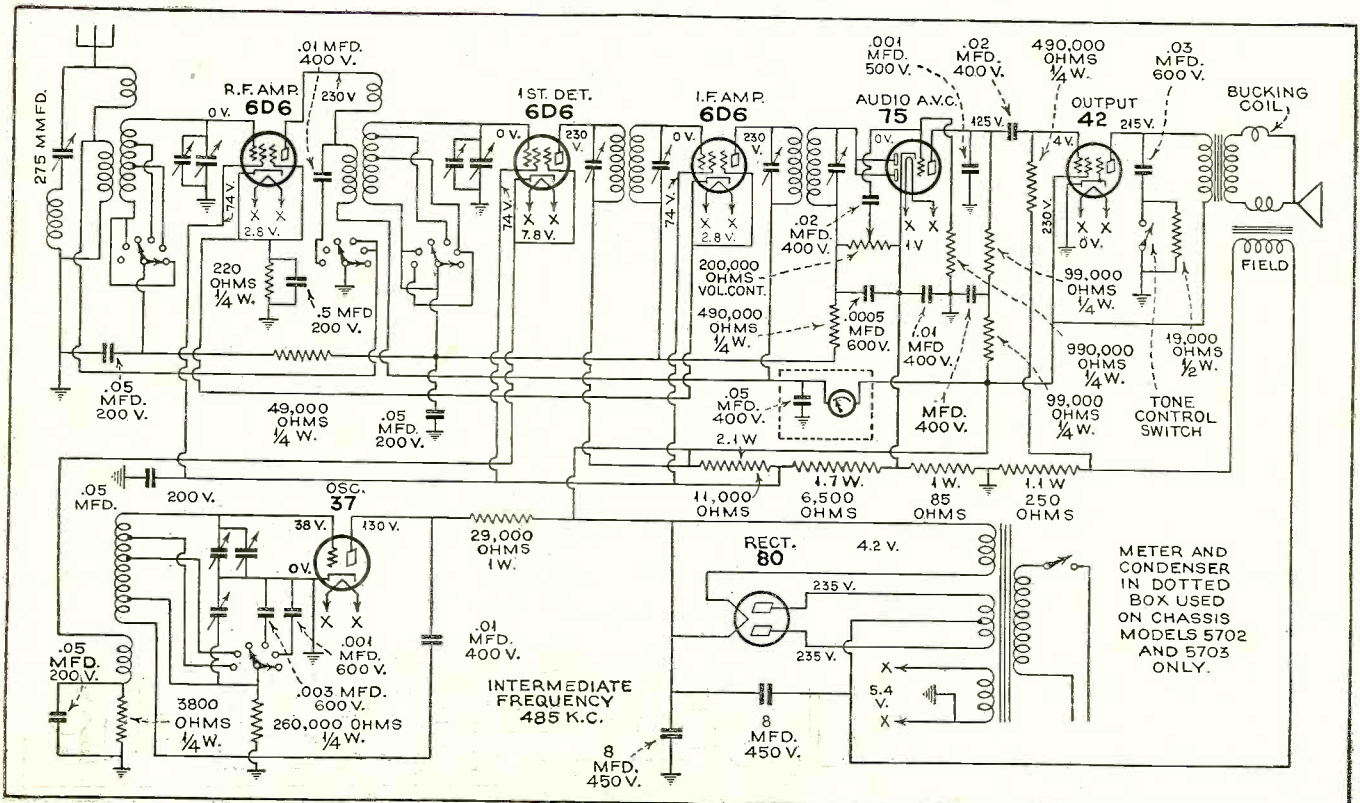 275 MMFD.
.01 MFD.
400 V.
R.F. AMP.
6D6
0 V.
230 V
74 V.
2.8 V.
220
OHMS
1/4 W.
.5 MFD
200 V.
.05
MFD.
200 V.
49,000
OHMS
1/4 W.
.05
MFD.
200 V.
1ST. DET.
6D6
230
V.
74 V.
X X
7.8 V.
I.F. AMP.
6D6
0 V.
230
V.
74 V.
X X
2.8 V.
AUDIO A.V.C.
75
0V.
X X
1 V
.02
MFD.
400 V.
200,000
OHMS
VOL.CONT.
490,000
OHMS
1/4 W.
.0005
MFD
600 V.
.01
MFD
400 V.
MFD.
400 V.
.001
MFD.
500 V.
.02
MFD.
400 V.
125 V.
490,000
OHMS
1/4 W.
99,000
OHMS
1/4 W.
990,000
OHMS
1/4 W.
99,000
OHMS
1/4 W.
OUTPUT
42
4 V.
215 V.
230 V.
X X
0 V.
.03
MFD.
600 V.
BUCKING
COIL
FIELD
19,000
OHMS
1/2 W.
TONE
CONTROL
SWITCH
.05
MFD.
400 V.
2.1 W
11,000
OHMS
1.7 W.
6,500
OHMS
1 W.
85
OHMS
1.1 W
250
OHMS
.05
MFD.
200 V.
OSC.
37
38 V.
130 V.
0V.
X X
.001
MFD.
600 V.
.003 MFD.
600 V.
260,000 OHMS
1/4 W.
3800
OHMS
1/4 W.
.05
MFD.
200 V.
29,000
OHMS
1 W.
.01
MFD.
400 V.
INTERMEDIATE
FREQUENCY
485 K.C.
8
MFD.
450 V.
RECT.
80
4.2 V.
235 V.
235 V.
X
5.4
V.
X
8
MFD.
450 V.
METER AND
CONDENSER
IN DOTTED
BOX USED
ON CHASSIS
MODELS 5702
AND 5703
ONLY.